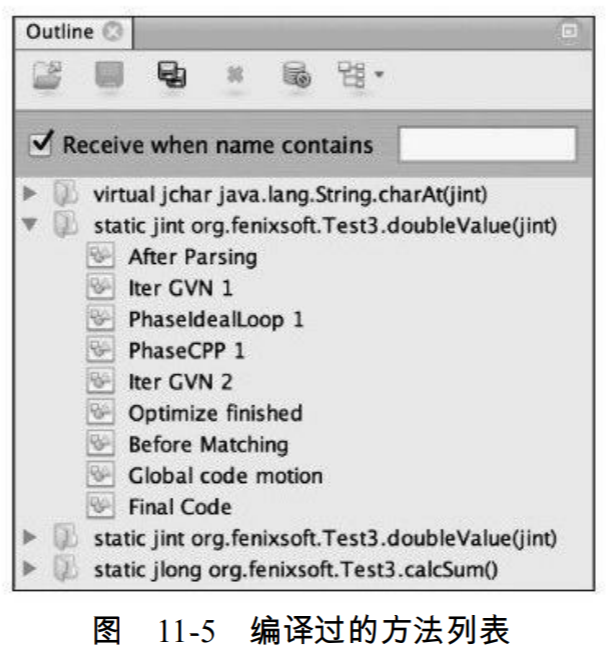 Outline
Receive when name contains
virtual jchar java.lang.String.charAt(jint)
static jint org.fenixsoft.Test3.doubleValue(jint)
After Parsing
Iter GVN 1
PhaseIdealLoop 1
PhaseCPP 1
Iter GVN 2
Optimize finished
Before Matching
Global code motion
Final Code
static jint org.fenixsoft.Test3.doubleValue(jint)
static jlong org.fenixsoft.Test3.calcSum()
图 11-5 编译过的方法列表